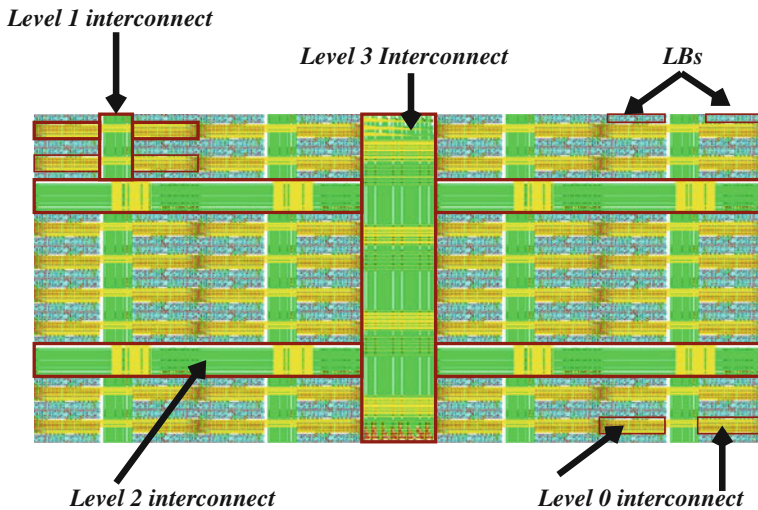 Level 1 interconnect
Level 3 Interconnect
LBs
Level 2 interconnect
Level 0 interconnect